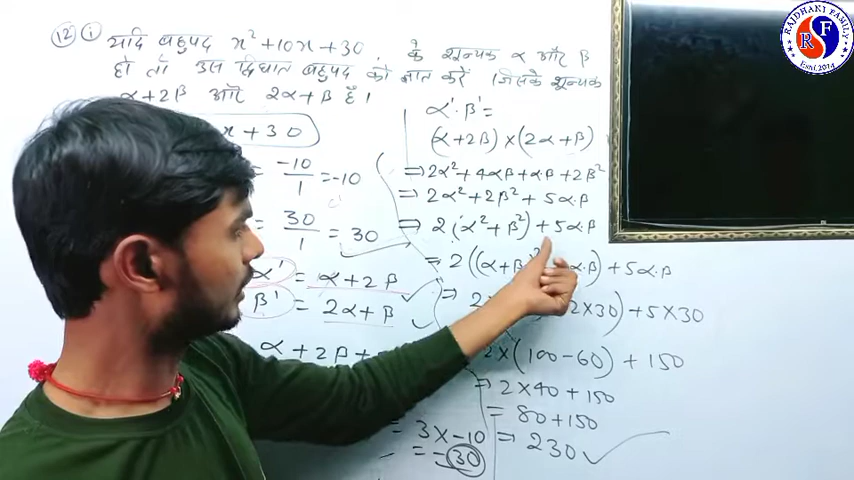 12 i यदि बहुपद x² + 10x + 30 के शून्यक α और β
हो तो उस द्विघात बहुपद को ज्ञात करें जिसके शून्यक
α + 2β और 2α + β हैं।
x + 30
-10/1 = -10
= 30/1 = 30
α' = α + 2β
β' = 2α + β
α + 2β +
= 3 x -10
= -30
α'·β' =
(α + 2β) × (2α + β)
⇒ 2α² + 4αβ + α·β + 2β²
⇒ 2α² + 2β² + 5α·β
⇒ 2(α² + β²) + 5α·β
⇒ 2((α + β α·β) + 5α·β
⇒ 2 2×30) + 5×30
2×(100 - 60) + 150
⇒ 2×40 + 150
= 80 + 150
⇒ 230
RAJDHANI FAMILY
RSF
Estd. 2014